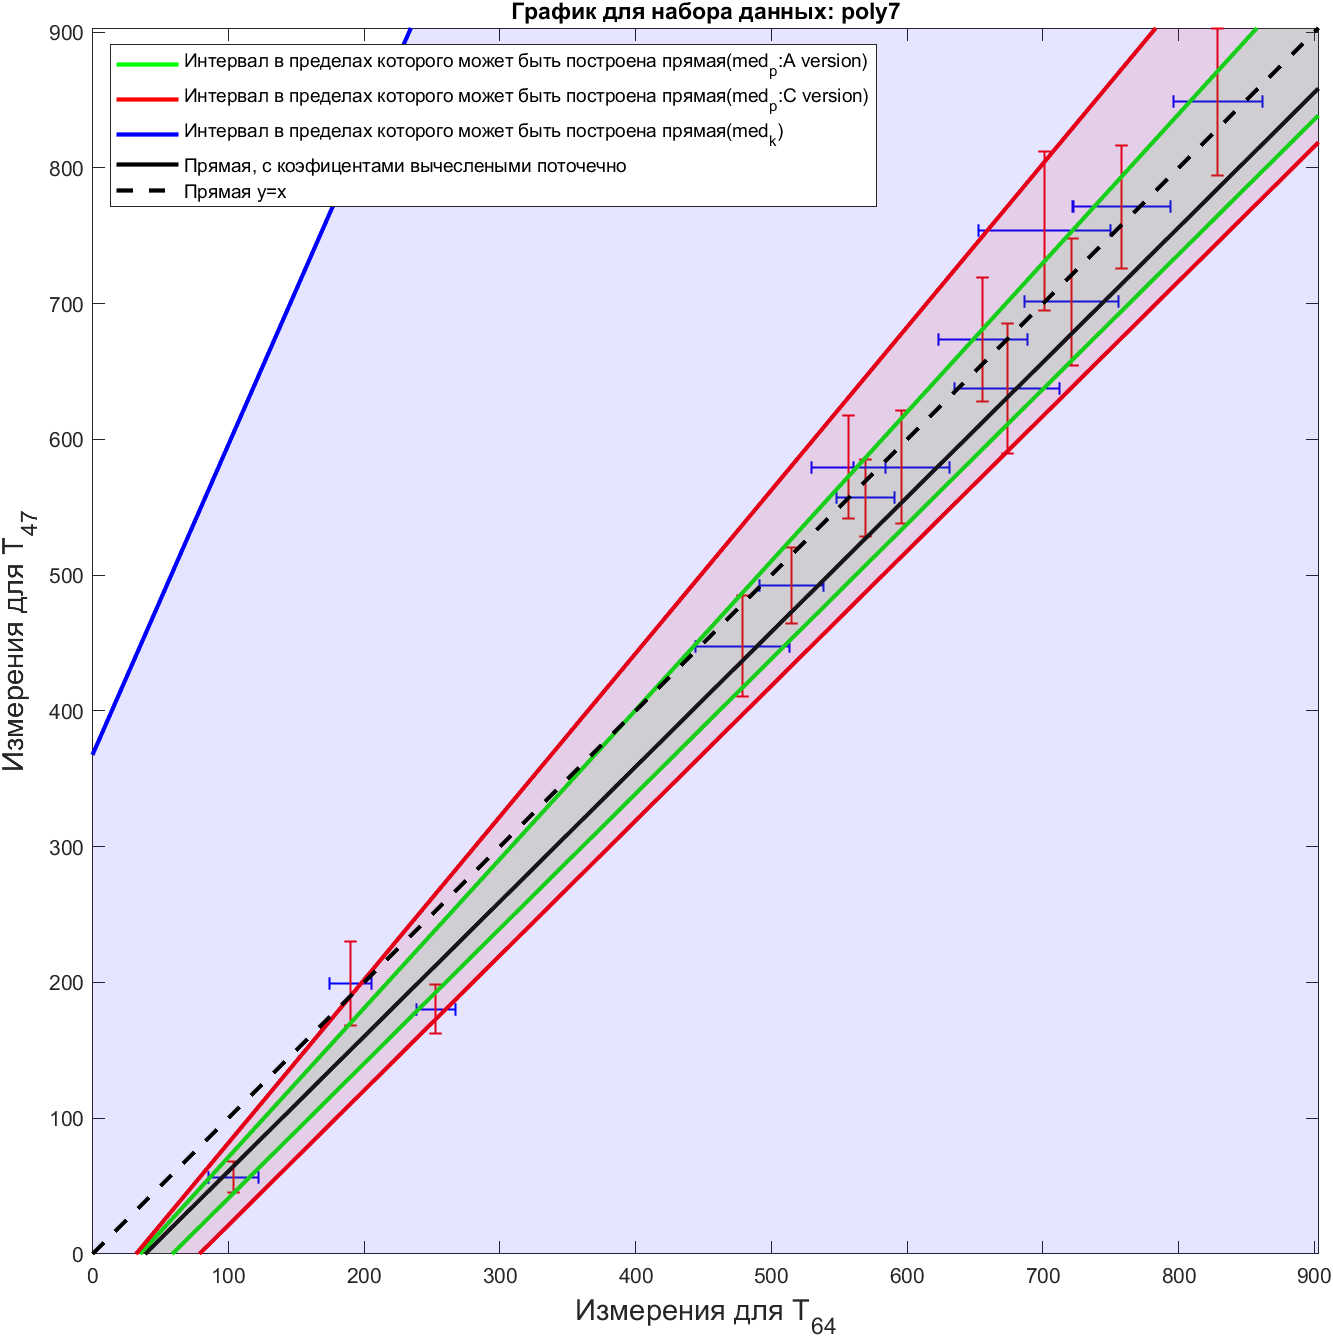 График для набора данных: poly7
Интервал в пределах которого может быть построена прямая(medp:A version)
Интервал в пределах которого может быть построена прямая(medp:C version)
Интервал в пределах которого может быть построена прямая(medk)
Прямая, с коэфицентами вычеслеными поточечно
Прямая y=x
900
800
700
600
500
400
300
200
100
0
Измерения для T47
0 100 200 300 400 500 600 700 800 900
Измерения для T64